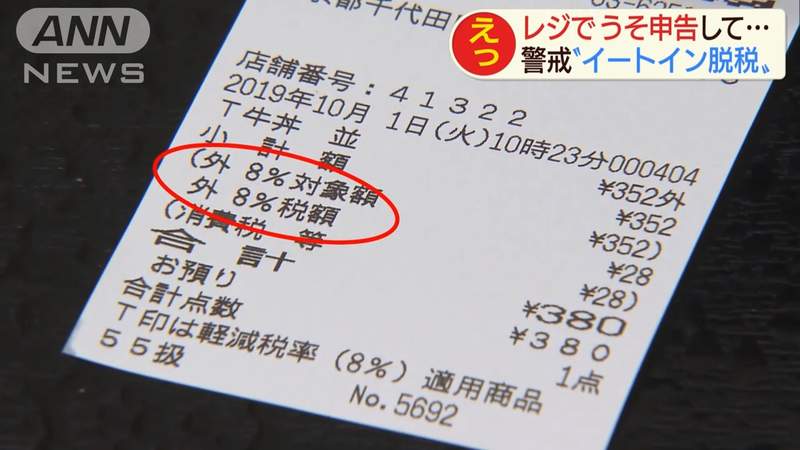 ANN
NEWS
えっ
レジでうそ申告して…
警戒〝イートイン脱税〟
都千代田
店舗番号：41322
2019年10月 1日(火)10時23分000404
T牛丼 並 ¥352外
小 計 額 ¥352
(外 8%対象額 ¥352)
外 8%税額 ¥28
(消費税 等 ¥28)
合 計 ¥380
お預り ¥380
合計点数 1点
T印は軽減税率(8%)適用商品
55扱 No.5692